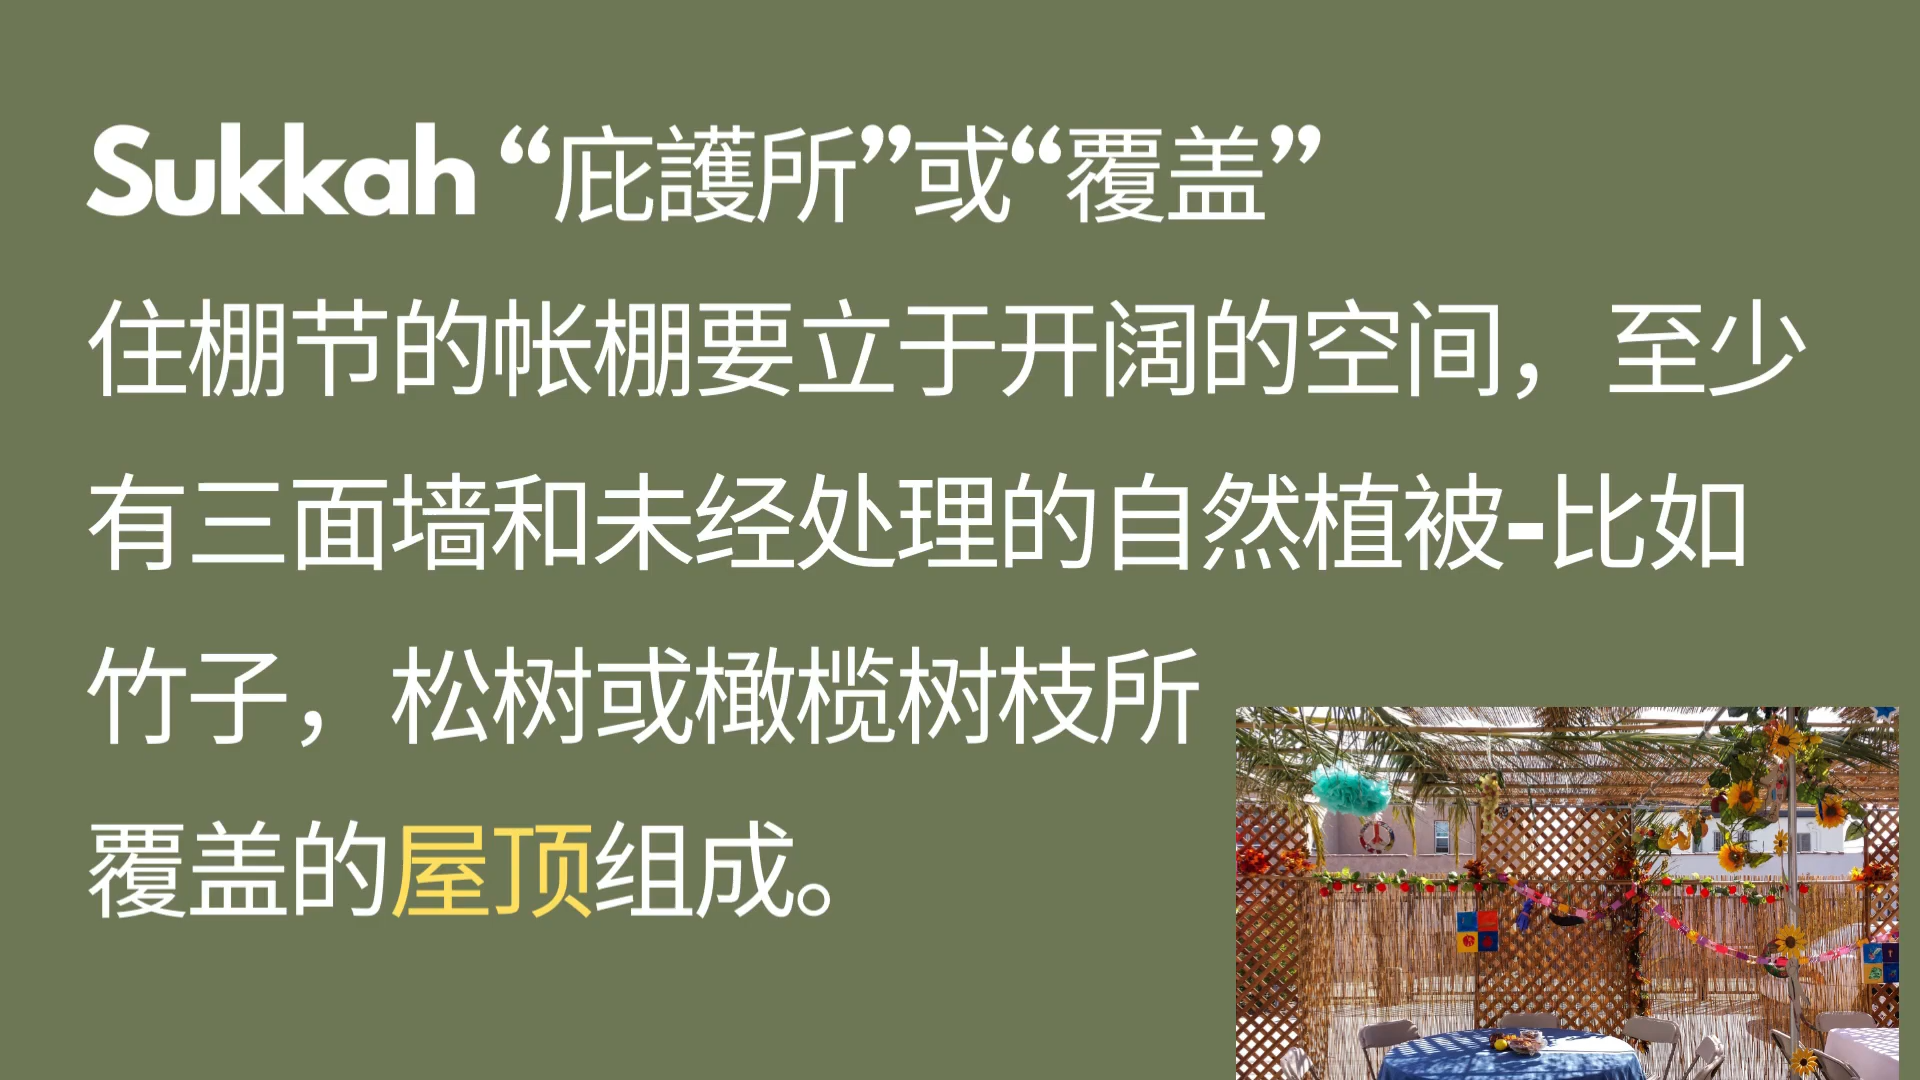 Sukkah “庇護所”或“覆盖”
住棚节的帐棚要立于开阔的空间，至少
有三面墙和未经处理的自然植被-比如
竹子，松树或橄榄树枝所
覆盖的屋顶组成。